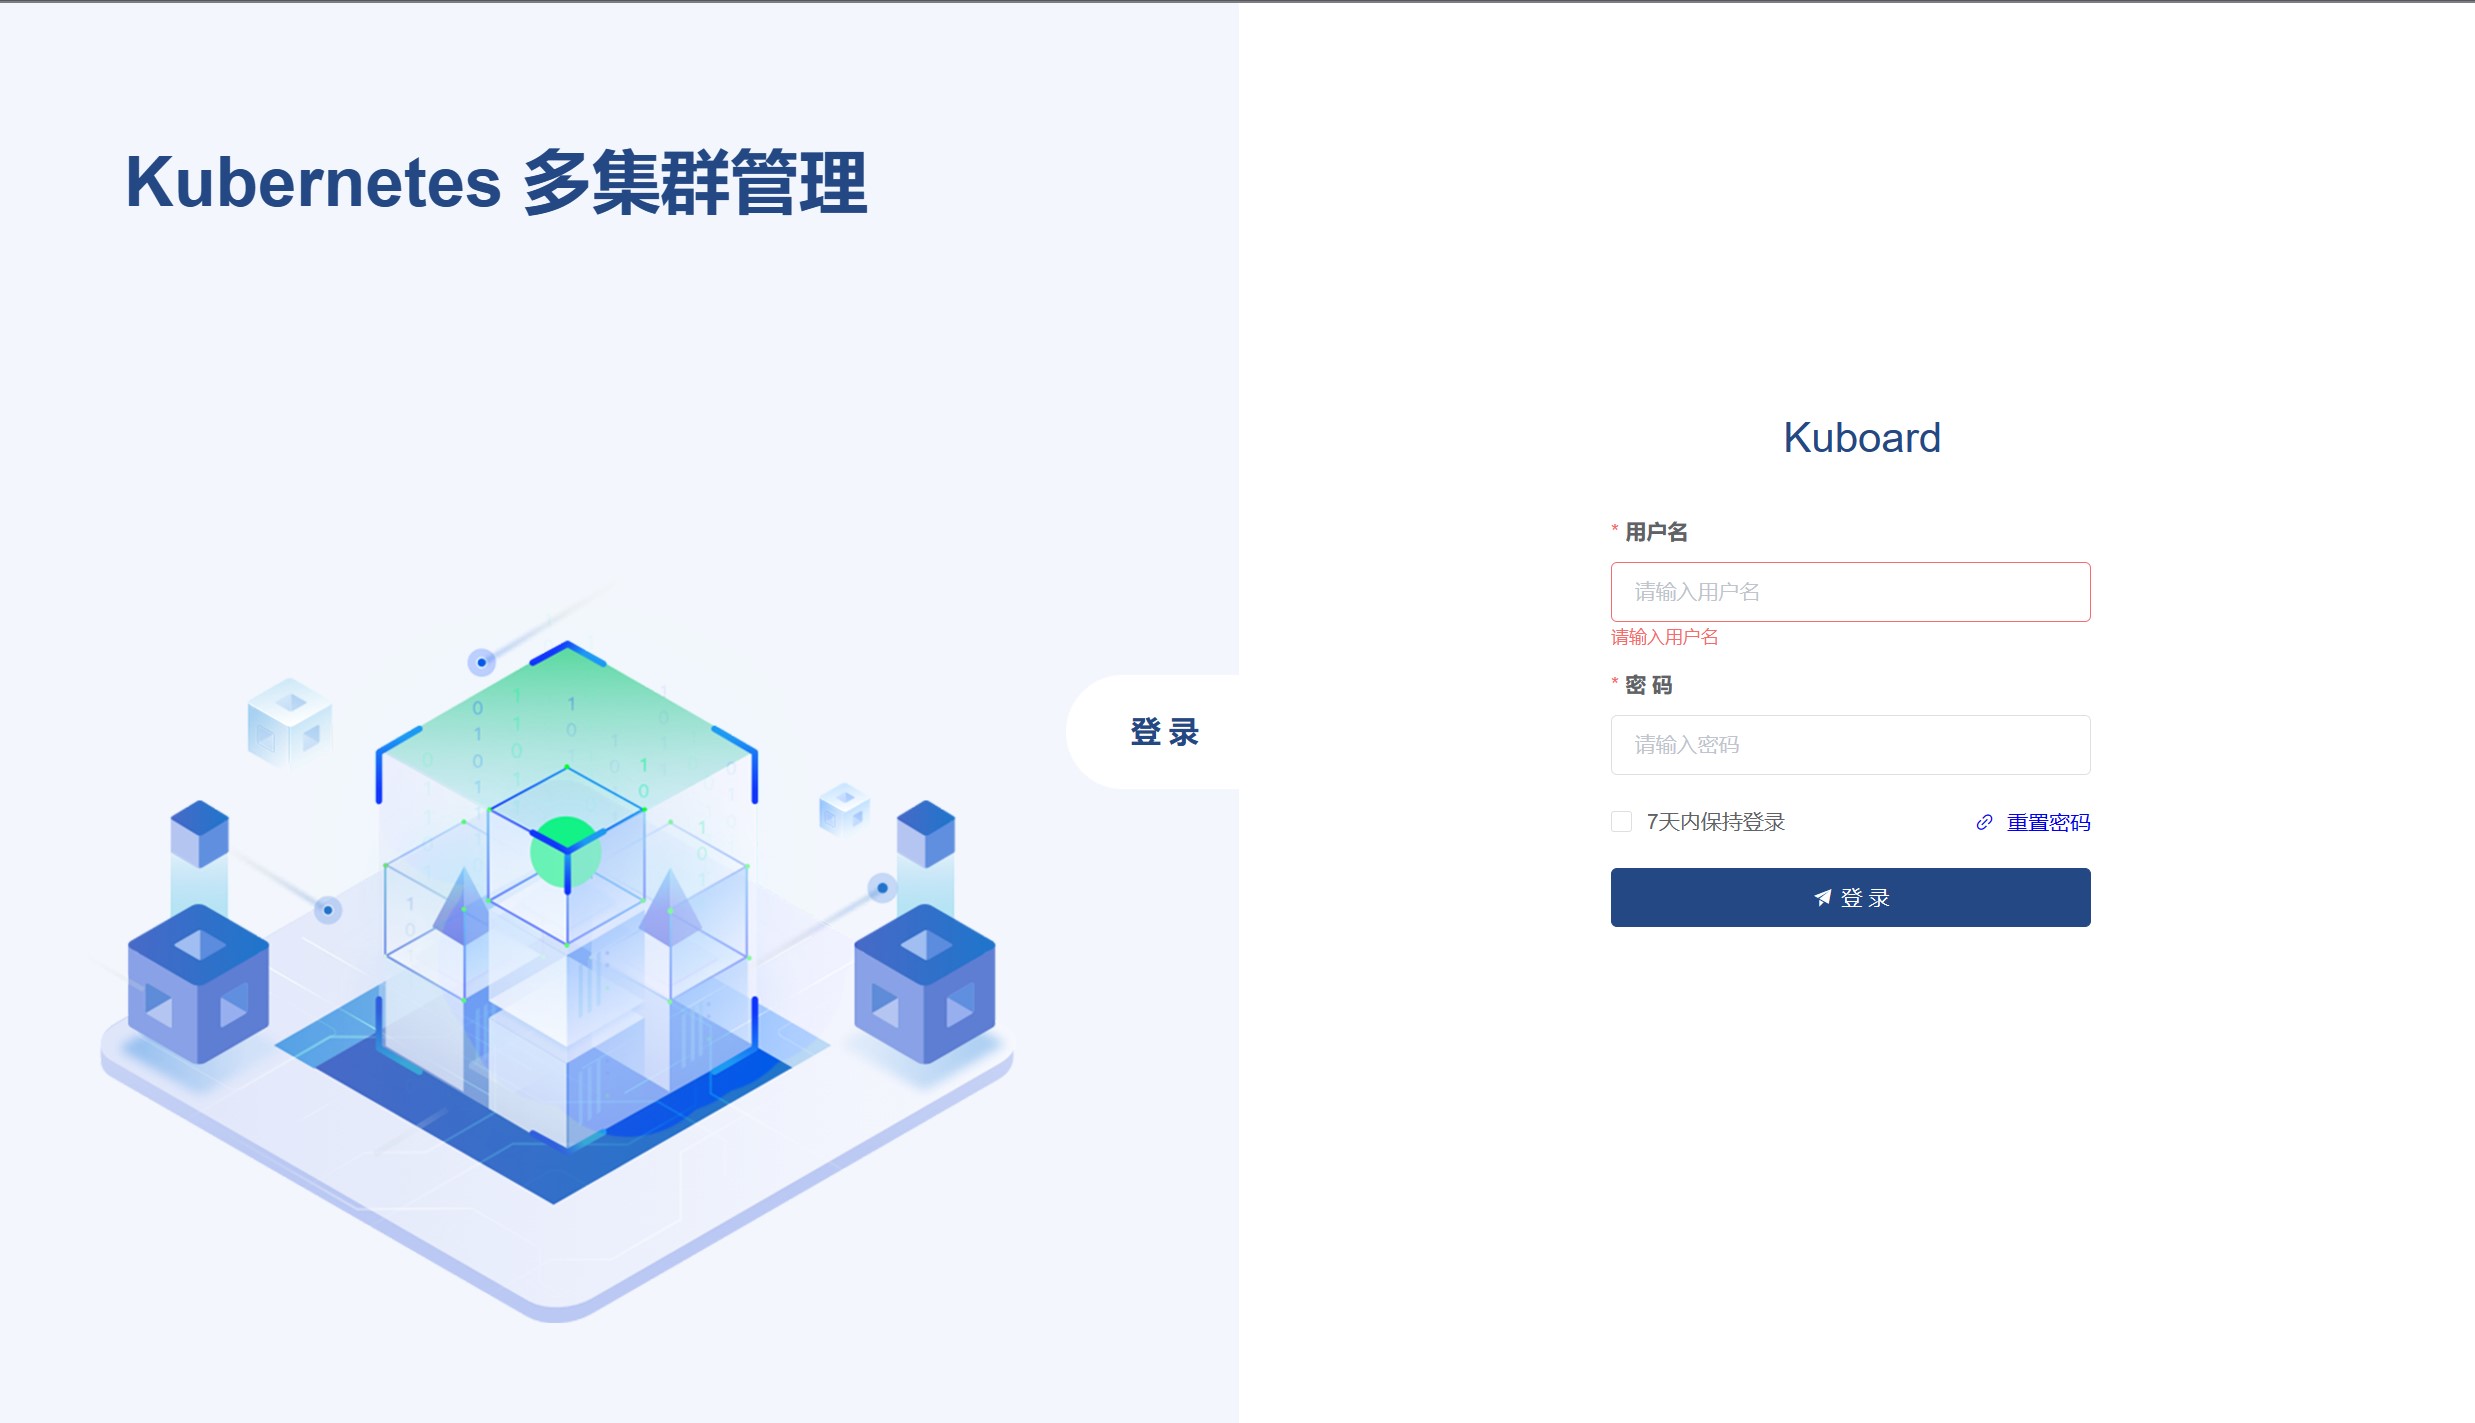 Kubernetes 多集群管理
登 录
Kuboard
* 用户名
请输入用户名
请输入用户名
* 密 码
请输入密码
7天内保持登录
重置密码
登 录